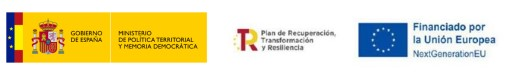 GOBIERNO
DE ESPAÑA
MINISTERIO
DE POLÍTICA TERRITORIAL
Y MEMORIA DEMOCRÁTICA
Plan de Recuperación,
Transformación
y Resiliencia
Financiado por
la Unión Europea
NextGenerationEU